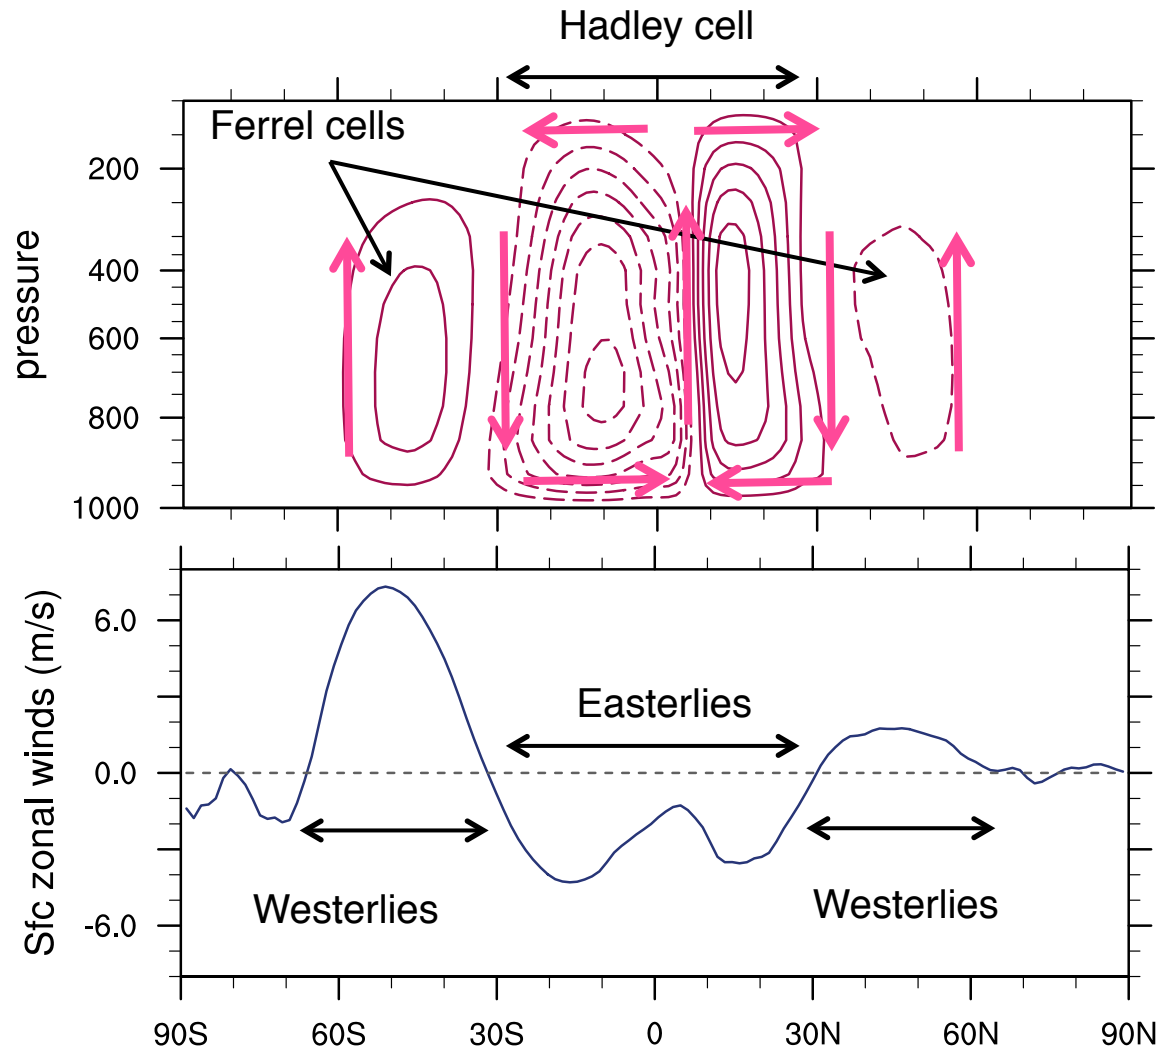 Hadley cell
Ferrel cells
200
400
600
800
1000
pressure
6.0
0.0
-6.0
Sfc zonal winds (m/s)
Easterlies
Westerlies
Westerlies
90S 60S 30S 0 30N 60N 90N